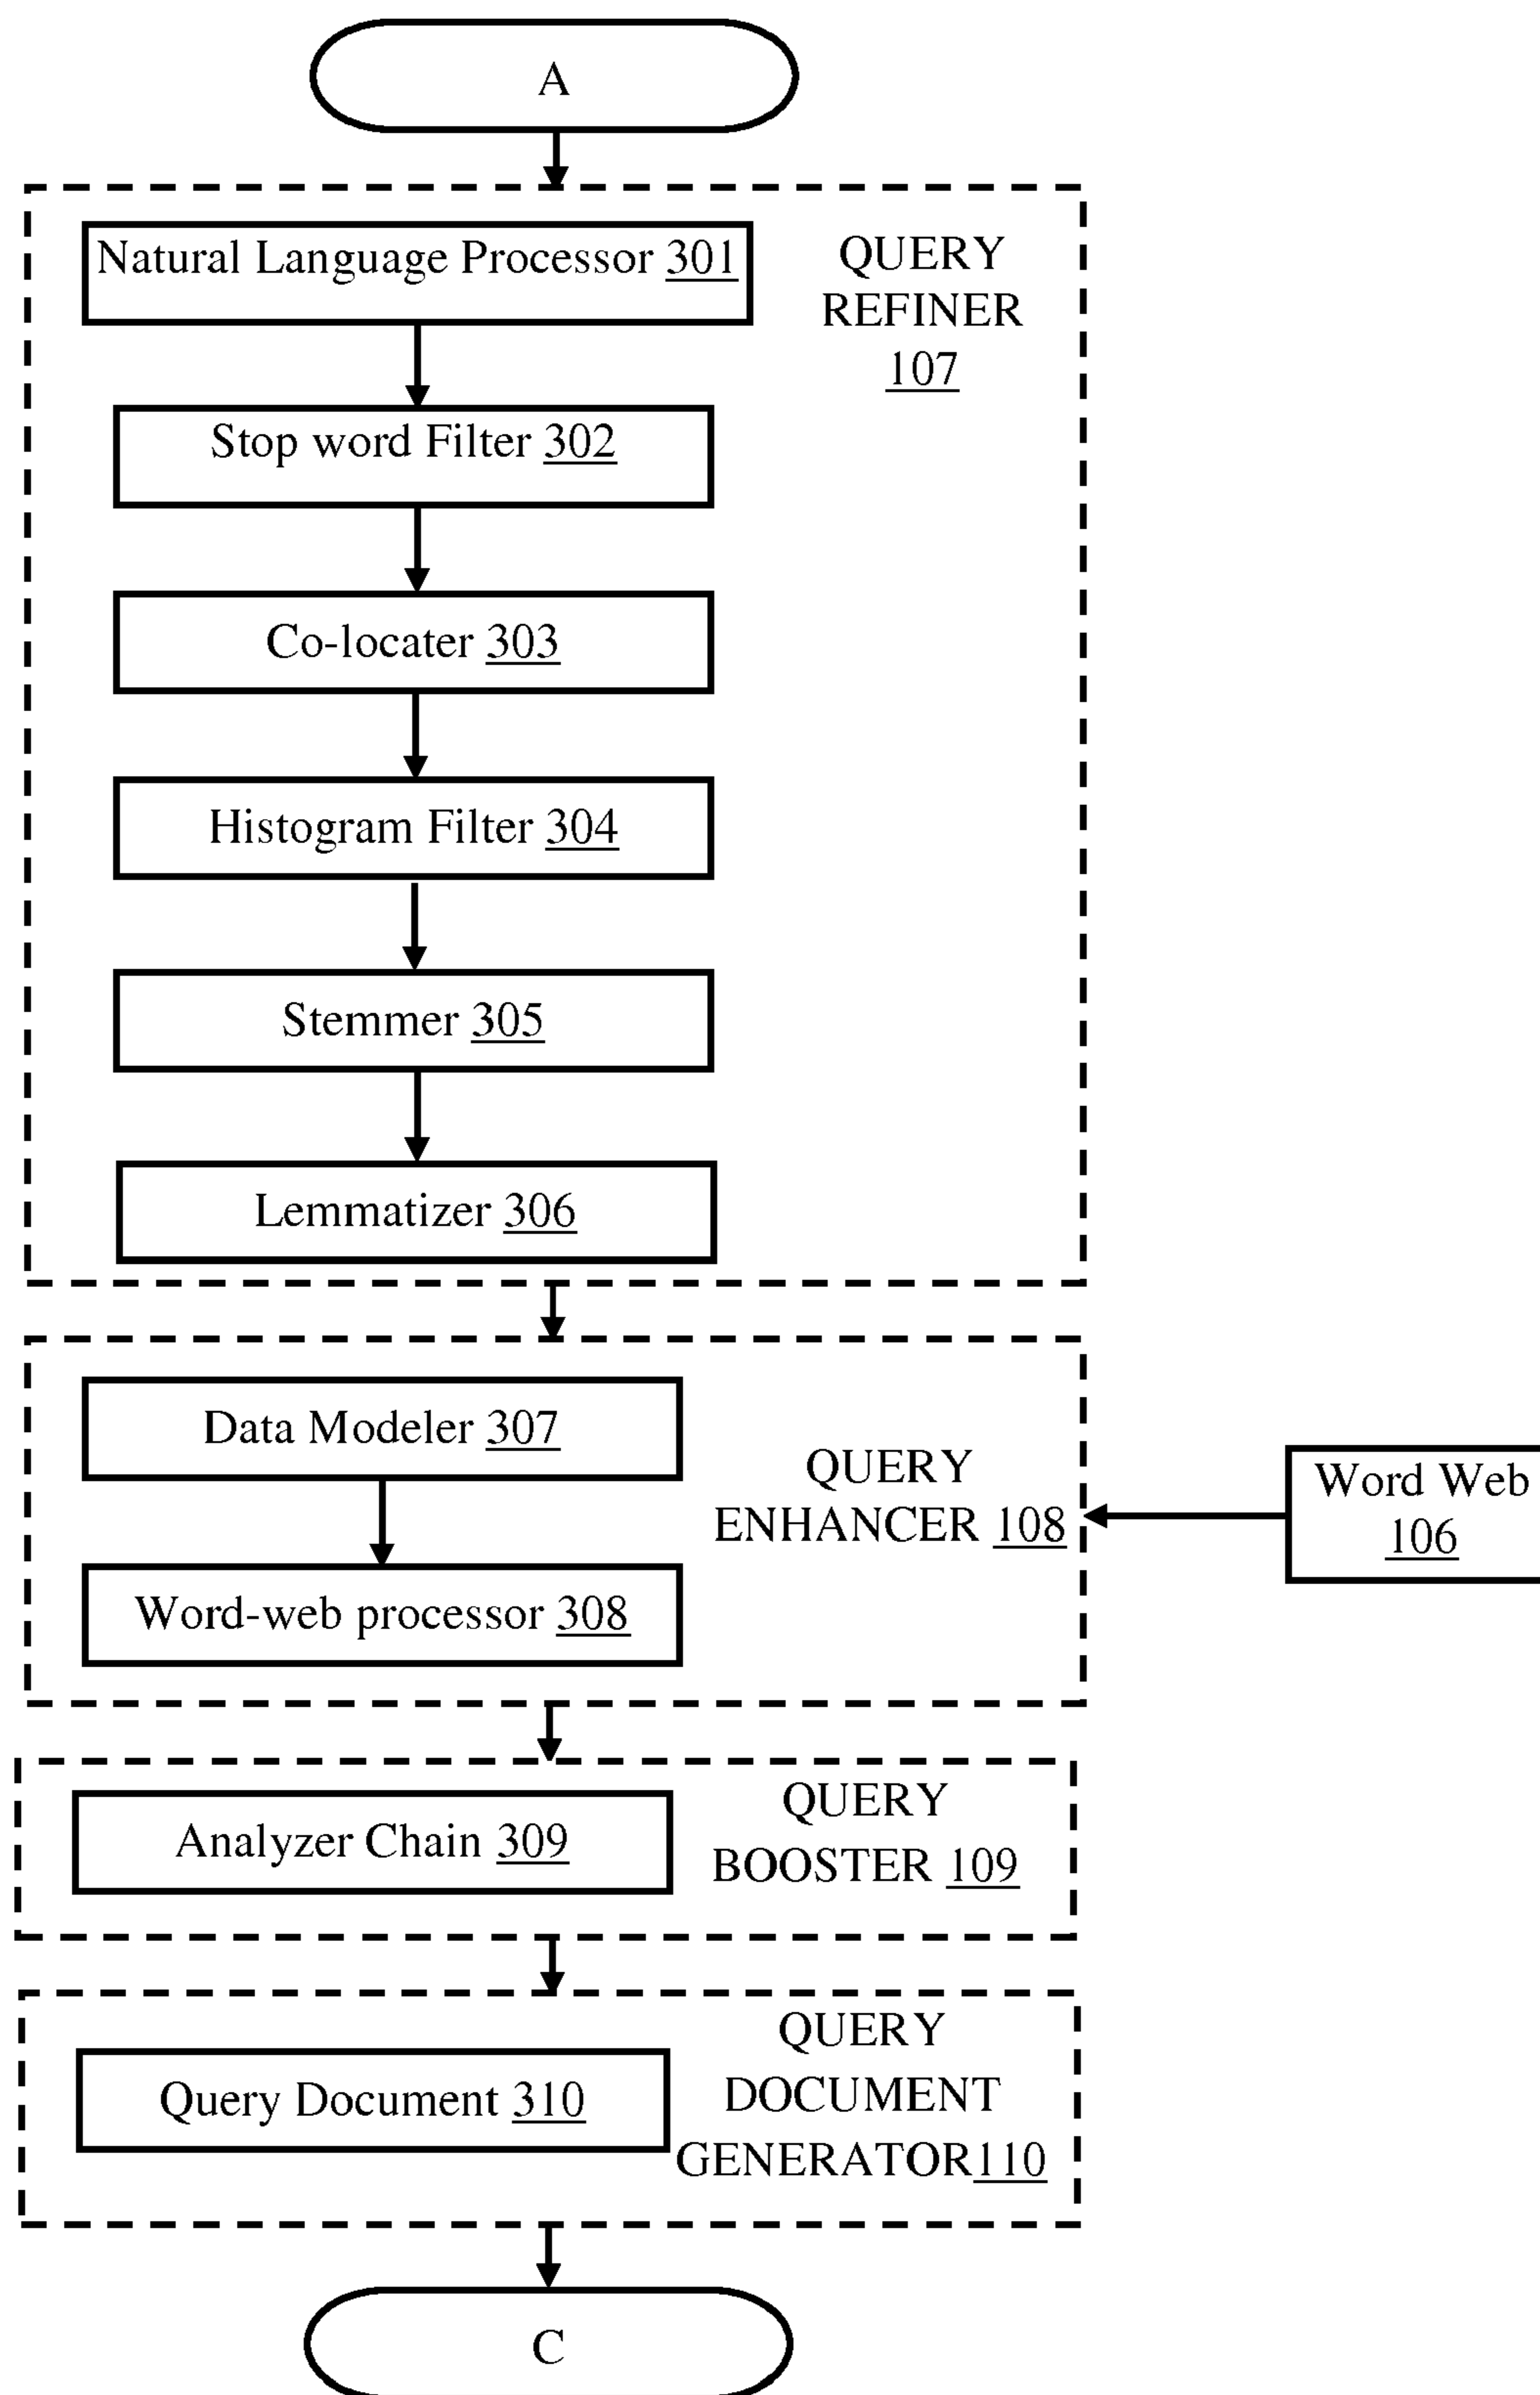 A
Natural Language Processor 301
QUERY
REFINER
107
Stop word Filter 302
Co-locater 303
Histogram Filter 304
Stemmer 305
Lemmatizer 306
Data Modeler 307
QUERY
ENHANCER 108
Word Web
106
Word-web processor 308
Analyzer Chain 309
QUERY
BOOSTER 109
Query Document 310
QUERY
DOCUMENT
GENERATOR110
C